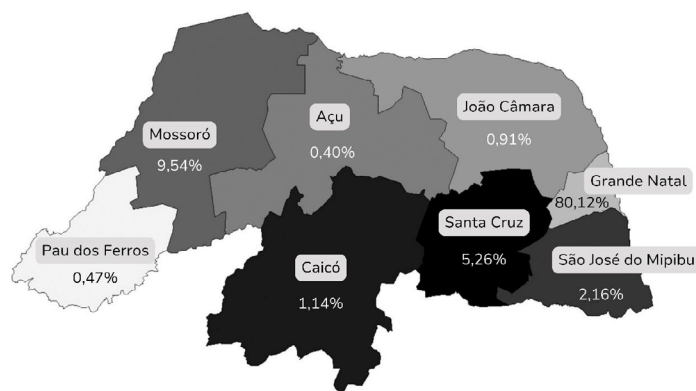 João Câmara
0,91%
Açu
0,40%
Mossoró
9,54%
Grande Natal
80,12%
Santa Cruz
5,26%
Pau dos Ferros
0,47%
Caicó
1,14%
São José do Mipibu
2,16%